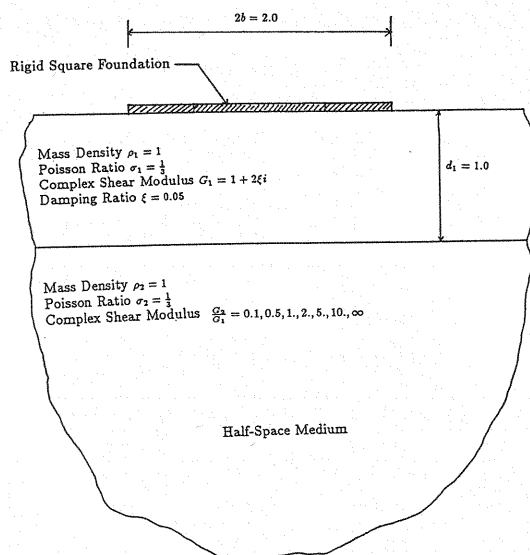 2b = 2.0
Rigid Square Foundation
Mass Density ρ₁ = 1
Poisson Ratio σ₁ = 1/3
Complex Shear Modulus G₁ = 1 + 2ξi
Damping Ratio ξ = 0.05
d₁ = 1.0
Mass Density ρ₂ = 1
Poisson Ratio σ₂ = 1/3
Complex Shear Modulus G₂/G₁ = 0.1, 0.5, 1., 2., 5., 10., ∞
Half-Space Medium